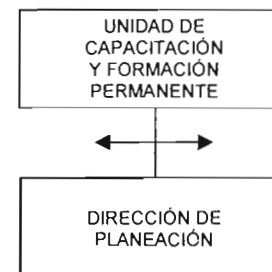 UNIDAD DE
CAPACITACIÓN
Y FORMACIÓN
PERMANENTE
DIRECCIÓN DE
PLANEACIÓN